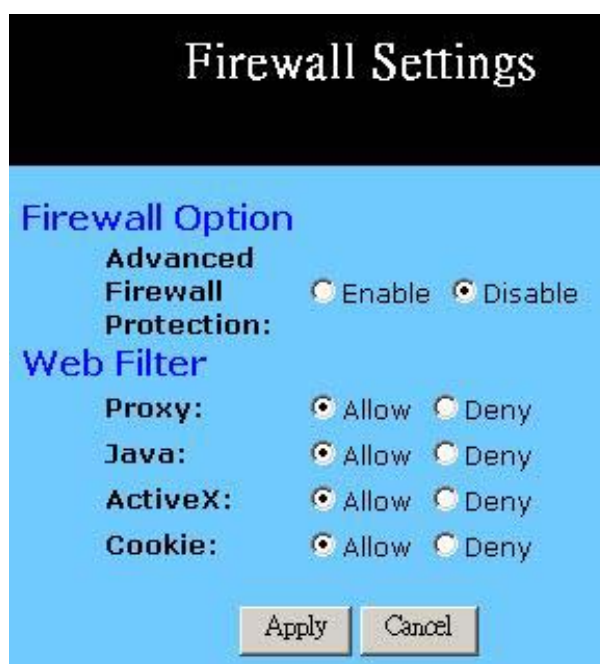 Firewall Settings
Firewall Option
Advanced
Firewall
Protection:
Enable Disable
Web Filter
Proxy: Allow Deny
Java: Allow Deny
ActiveX: Allow Deny
Cookie: Allow Deny
Apply Cancel